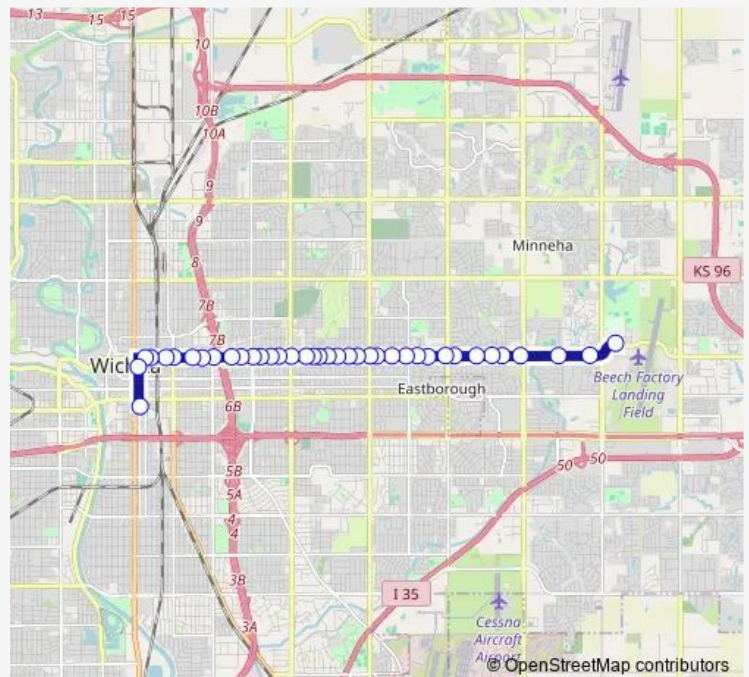 13
15
15
10
10B
10A
9
9
8
7B
7B
Minneha
KS 96
Eastborough
Beech Factory
Landing
Field
6B
5B
5A
4
4
3B
3A
50
50
I 35
Cessna
Aircraft
Airport
© OpenStreetMap contributors